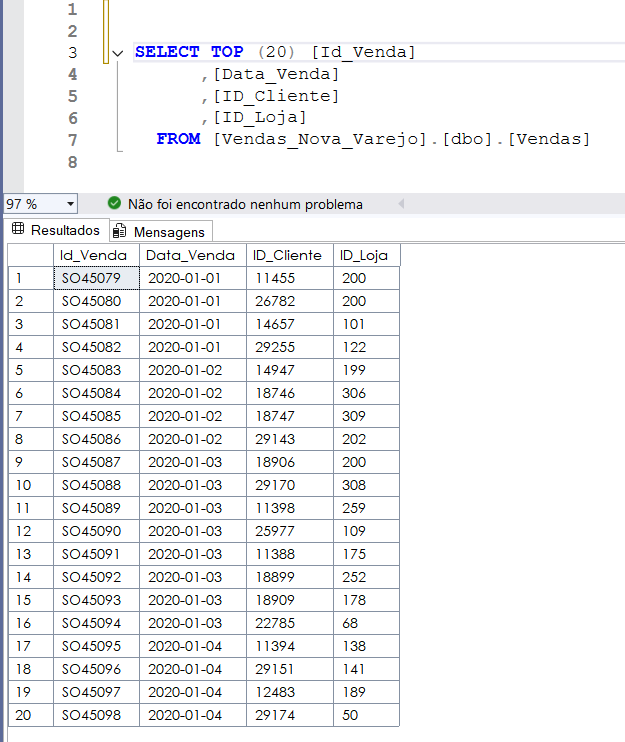 1
2
3 SELECT TOP (20) [Id_Venda]
4 ,[Data_Venda]
5 ,[ID_Cliente]
6 ,[ID_Loja]
7 FROM [Vendas_Nova_Varejo].[dbo].[Vendas]
8
97 % Não foi encontrado nenhum problema
Resultados Mensagens
Id_Venda Data_Venda ID_Cliente ID_Loja
1 SO45079 2020-01-01 11455 200
2 SO45080 2020-01-01 26782 200
3 SO45081 2020-01-01 14657 101
4 SO45082 2020-01-01 29255 122
5 SO45083 2020-01-02 14947 199
6 SO45084 2020-01-02 18746 306
7 SO45085 2020-01-02 18747 309
8 SO45086 2020-01-02 29143 202
9 SO45087 2020-01-03 18906 200
10 SO45088 2020-01-03 29170 308
11 SO45089 2020-01-03 11398 259
12 SO45090 2020-01-03 25977 109
13 SO45091 2020-01-03 11388 175
14 SO45092 2020-01-03 18899 252
15 SO45093 2020-01-03 18909 178
16 SO45094 2020-01-03 22785 68
17 SO45095 2020-01-04 11394 138
18 SO45096 2020-01-04 29151 141
19 SO45097 2020-01-04 12483 189
20 SO45098 2020-01-04 29174 50